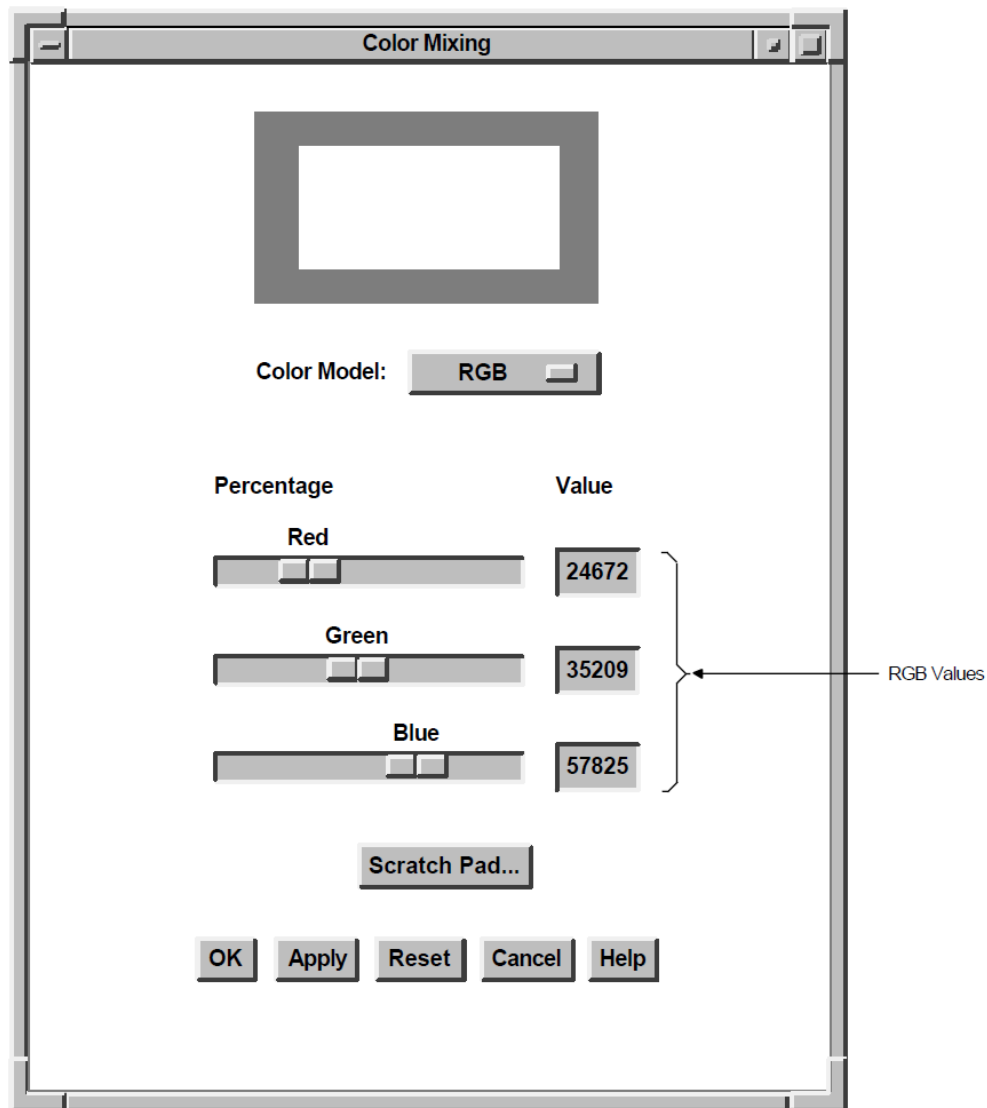 Color Mixing
Color Model: RGB
Percentage Value
Red
24672
Green
35209
RGB Values
Blue
57825
Scratch Pad...
OK Apply Reset Cancel Help